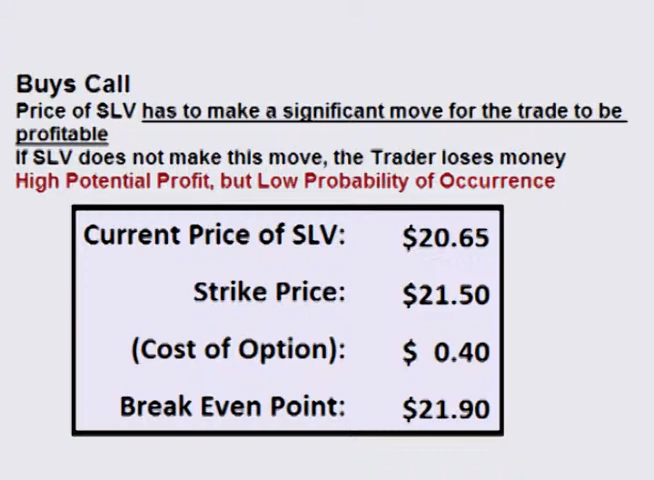 Buys Call
Price of SLV has to make a significant move for the trade to be
profitable
If SLV does not make this move, the Trader loses money
High Potential Profit, but Low Probability of Occurrence
Current Price of SLV: $20.65
Strike Price: $21.50
(Cost of Option): $ 0.40
Break Even Point: $21.90